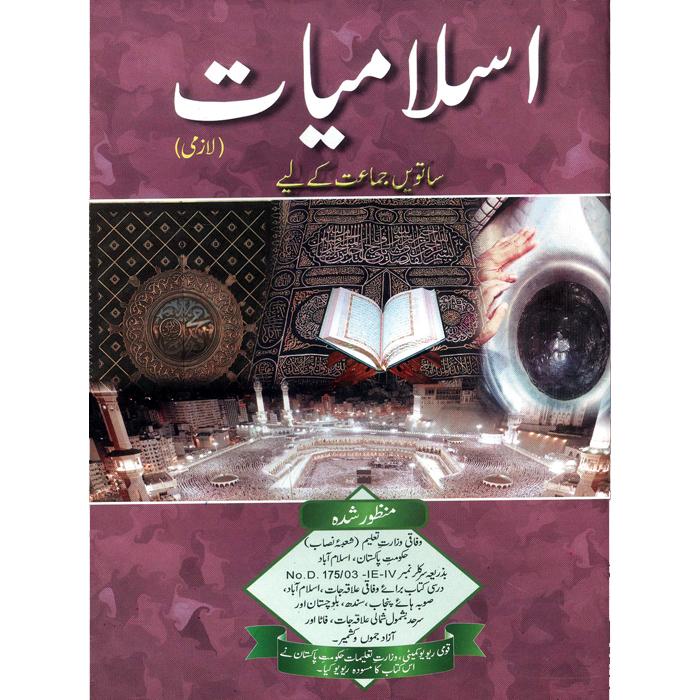 اسلامیات
(لازمی)
ساتویں جماعت کے لیے
منظور شدہ
وفاقی وزارتِ تعلیم (شعبۂ نصاب)
حکومتِ پاکستان، اسلام آباد
بذریعہ سرکلر نمبر No.D. 175/03 -IE-IV
درسی کتاب برائے وفاقی علاقہ جات، اسلام آباد،
صوبہ ہائے پنجاب، سندھ، بلوچستان اور
سرحد بشمول شمالی علاقہ جات، فاٹا اور
آزاد جموں و کشمیر۔
قومی ریویو کمیٹی، وزارتِ تعلیمات حکومتِ پاکستان نے
اس کتاب کا مسودہ ریویو کیا۔